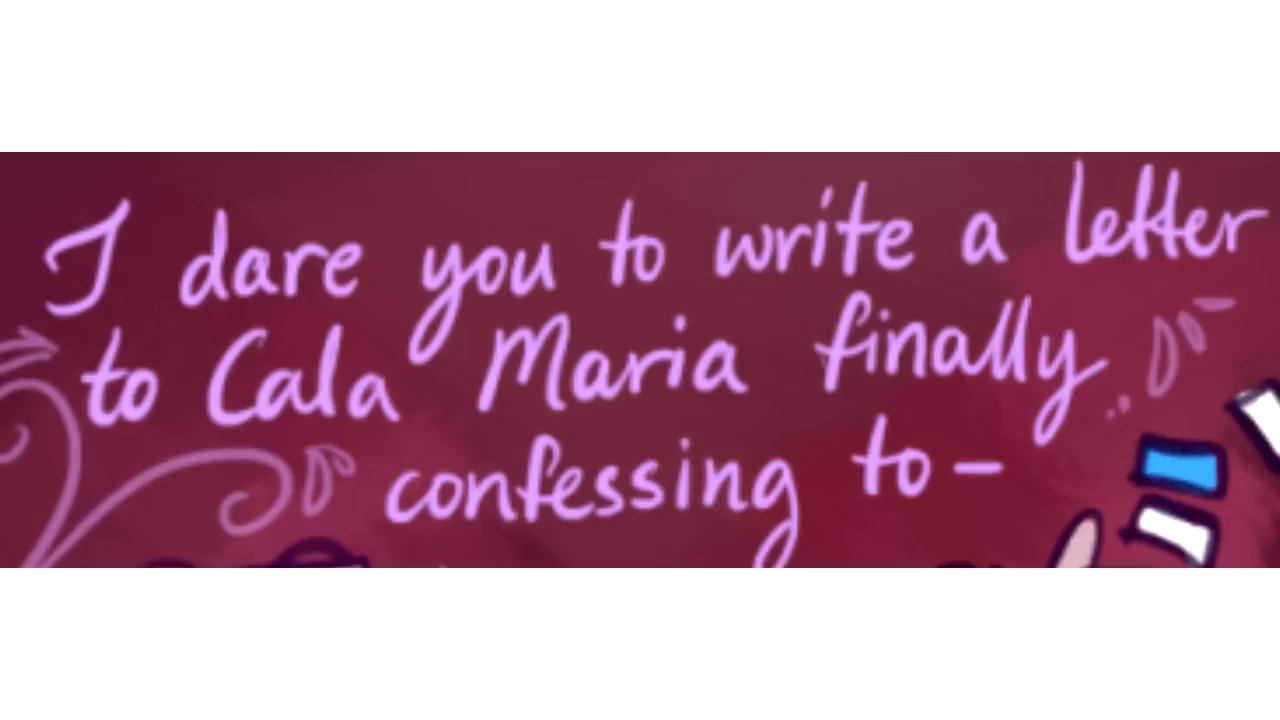 I dare you to write a letter
to Cala Maria finally
confessing to-